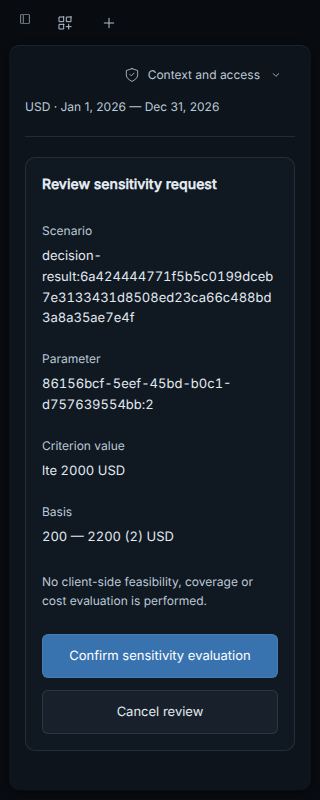 Context and access
USD · Jan 1, 2026 — Dec 31, 2026
Review sensitivity request
Scenario
decision-
result:6a424444771f5b5c0199dceb
7e3133431d8508ed23ca66c488bd
3a8a35ae7e4f
Parameter
86156bcf-5eef-45bd-b0c1-
d757639554bb:2
Criterion value
lte 2000 USD
Basis
200 — 2200 (2) USD
No client-side feasibility, coverage or
cost evaluation is performed.
Confirm sensitivity evaluation
Cancel review